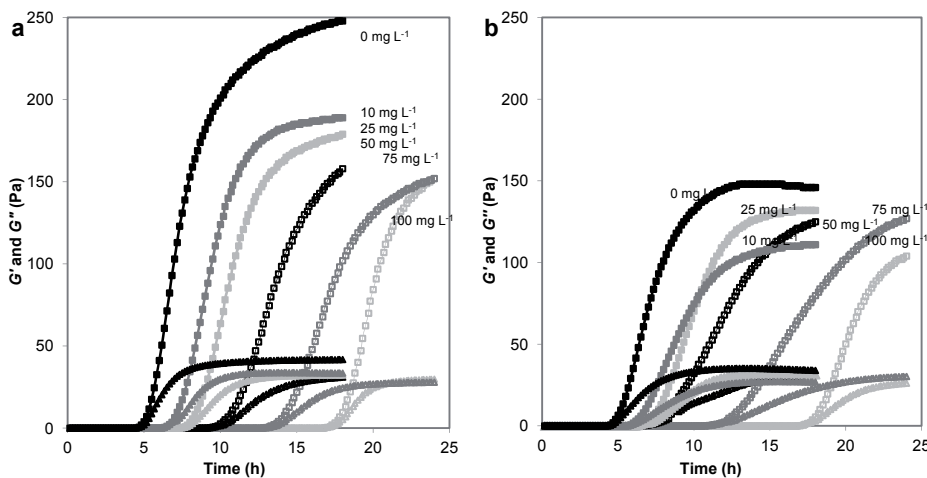 a
250
200
150
100
50
0
G′ and G″ (Pa)
0 mg L-1
10 mg L-1
25 mg L-1
50 mg L-1
75 mg L-1
100 mg L-1
0 5 10 15 20 25
Time (h)
b
250
200
150
100
50
0
G′ and G″ (Pa)
0 mg L
25 mg L-1
75 mg L-1
50 mg L-1
10 mg L-1
100 mg L-1
0 5 10 15 20 25
Time (h)